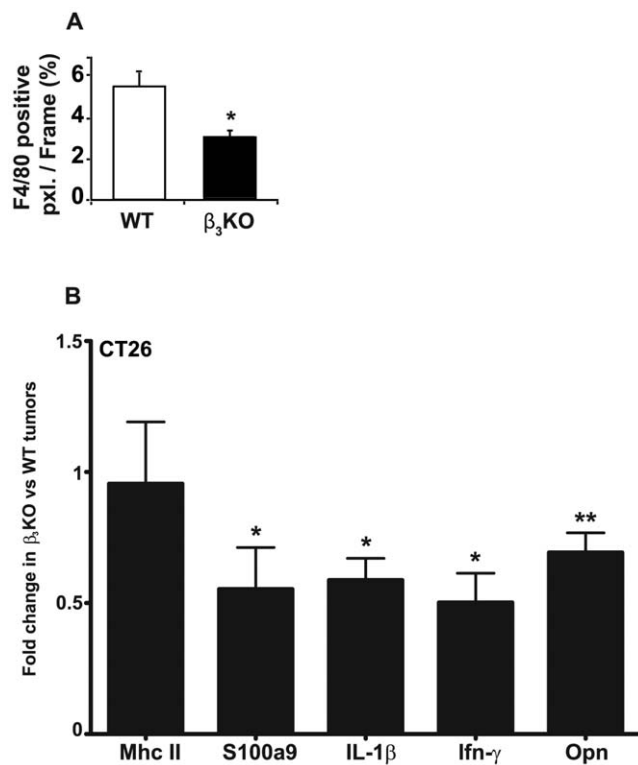 A
F4/80 positive
pxl. / Frame (%)
6
4
2
0
*
WT β₃KO
B
Fold change in β₃KO vs WT tumors
1.5
1
0.5
0
CT26
* * * **
Mhc II S100a9 IL-1β Ifn-γ Opn